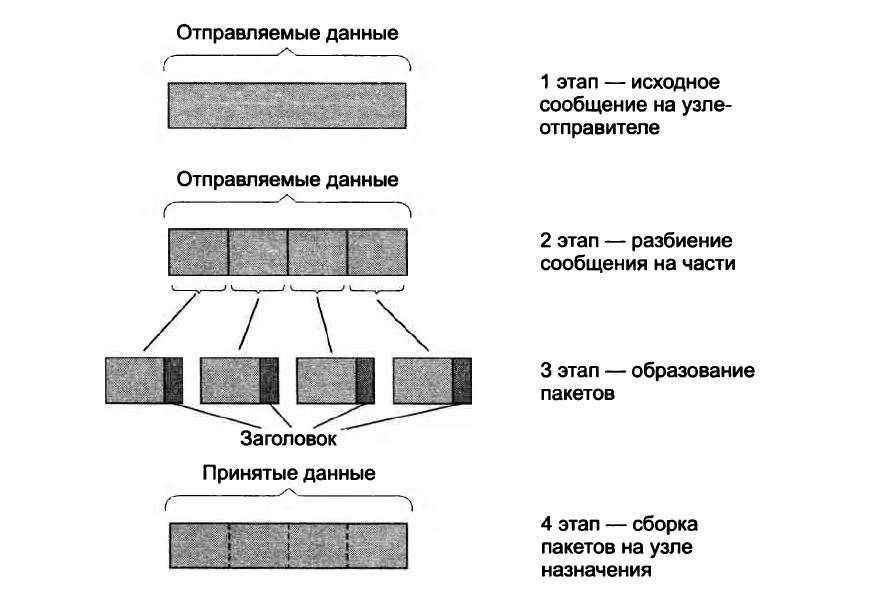 Отправляемые данные
1 этап — исходное
сообщение на узле-
отправителе
Отправляемые данные
2 этап — разбиение
сообщения на части
3 этап — образование
пакетов
Заголовок
Принятые данные
4 этап — сборка
пакетов на узле
назначения